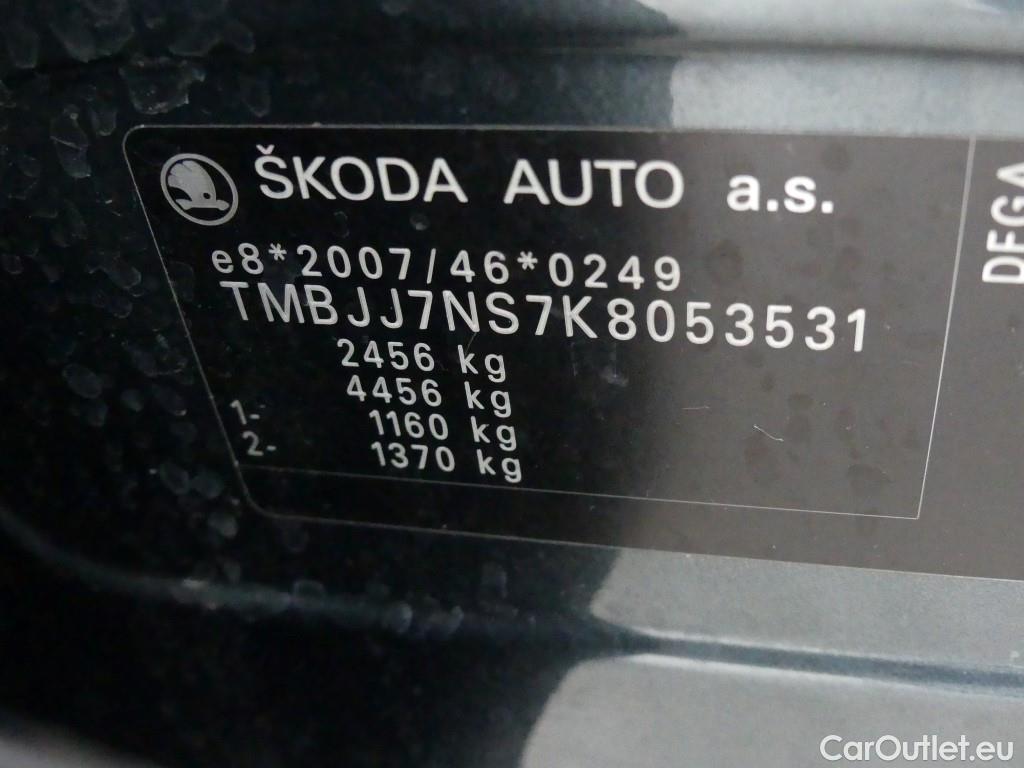 ŠKODA AUTO a.s.
e8*2007/46*0249
TMBJJ7NS7K8053531
2456 kg
4456 kg
1- 1160 kg
2- 1370 kg
CarOutlet.eu